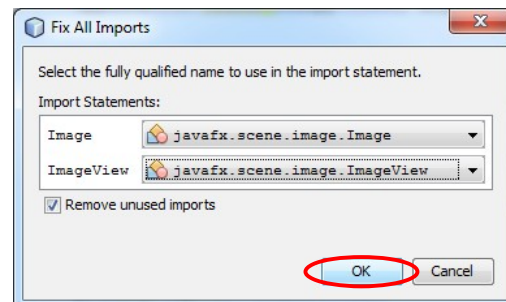 Fix All Imports
Select the fully qualified name to use in the import statement.
Import Statements:
Image javafx.scene.image.Image
ImageView javafx.scene.image.ImageView
Remove unused imports
OK Cancel